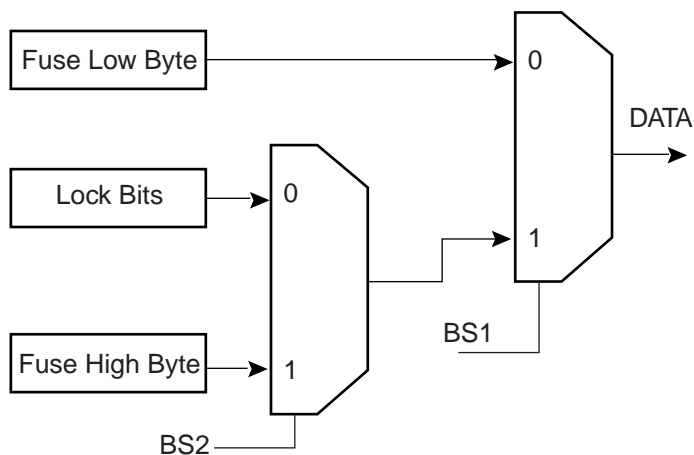 Fuse Low Byte
0
DATA
Lock Bits
0
1
BS1
Fuse High Byte
1
BS2